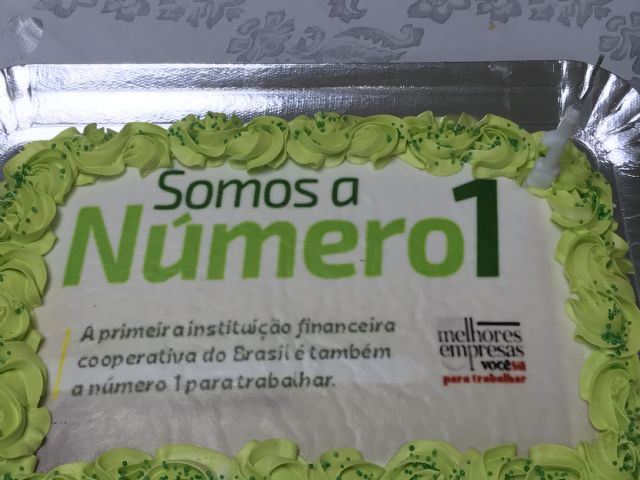 Somos a
Número 1
A primeira instituição financeira
cooperativa do Brasil é também
a número 1 para trabalhar.
melhores
empresas
VOCÊ S/A
para trabalhar